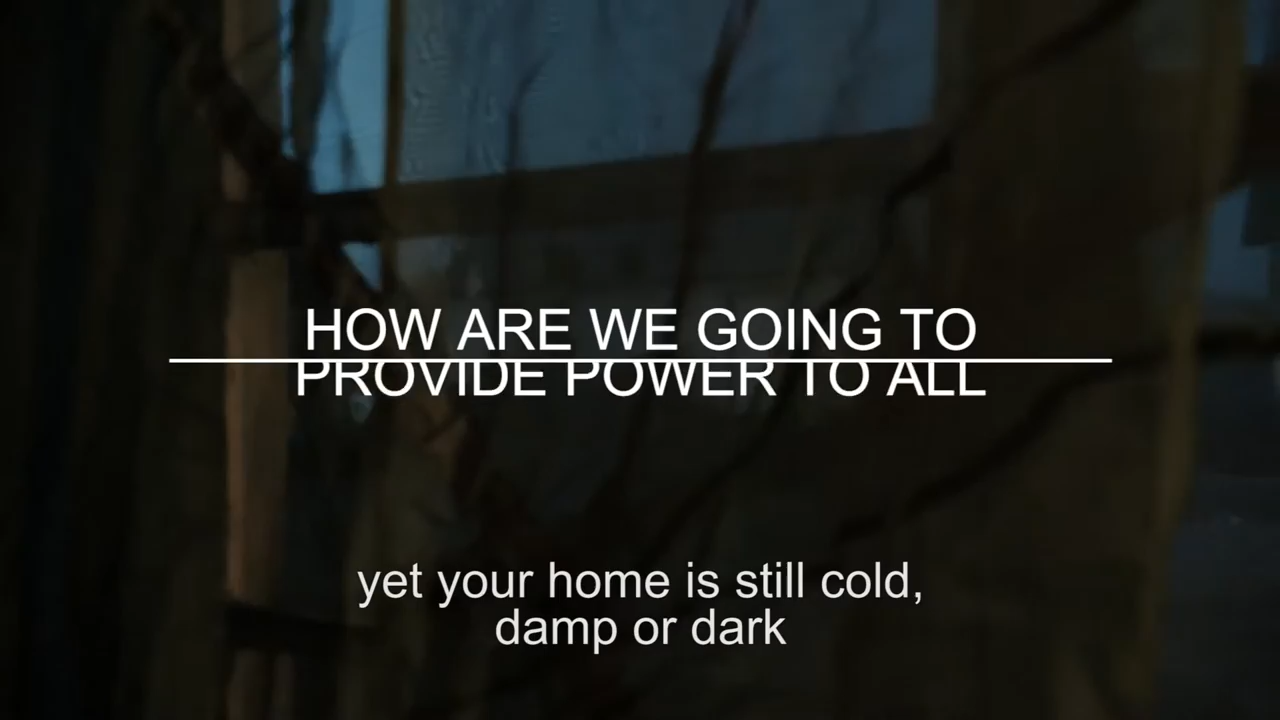 HOW ARE WE GOING TO
PROVIDE POWER TO ALL
yet your home is still cold,
damp or dark